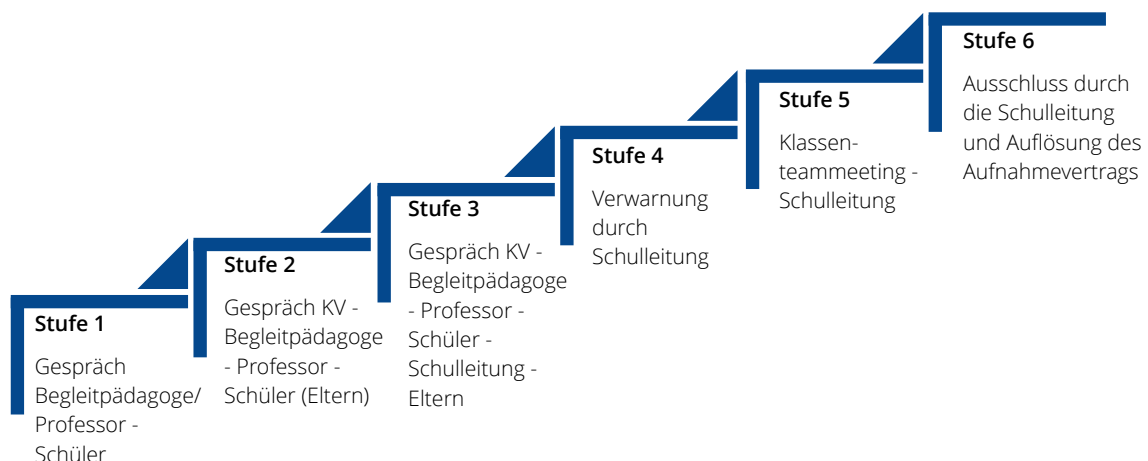 Stufe 1
Gespräch
Begleitpädagoge/
Professor -
Schüler
Stufe 2
Gespräch KV -
Begleitpädagoge
- Professor -
Schüler (Eltern)
Stufe 3
Gespräch KV -
Begleitpädagoge
- Professor -
Schüler -
Schulleitung -
Eltern
Stufe 4
Verwarnung
durch
Schulleitung
Stufe 5
Klassen-
teammeeting -
Schulleitung
Stufe 6
Ausschluss durch
die Schulleitung
und Auflösung des
Aufnahmevertrags